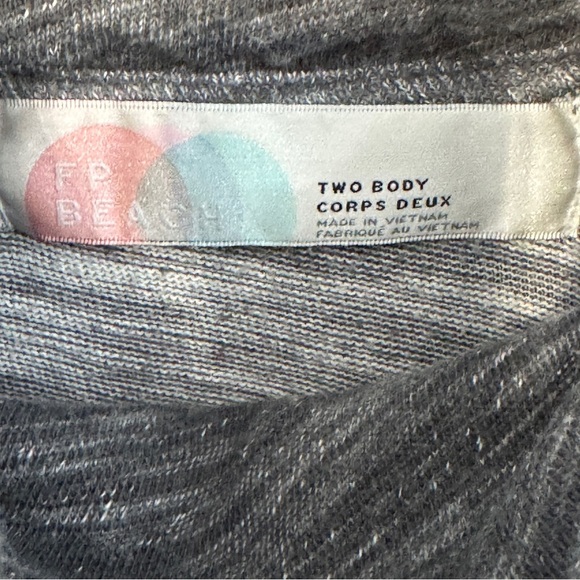 FP
BEACH
TWO BODY
CORPS DEUX
MADE IN VIETNAM
FABRIQUÉ AU VIETNAM